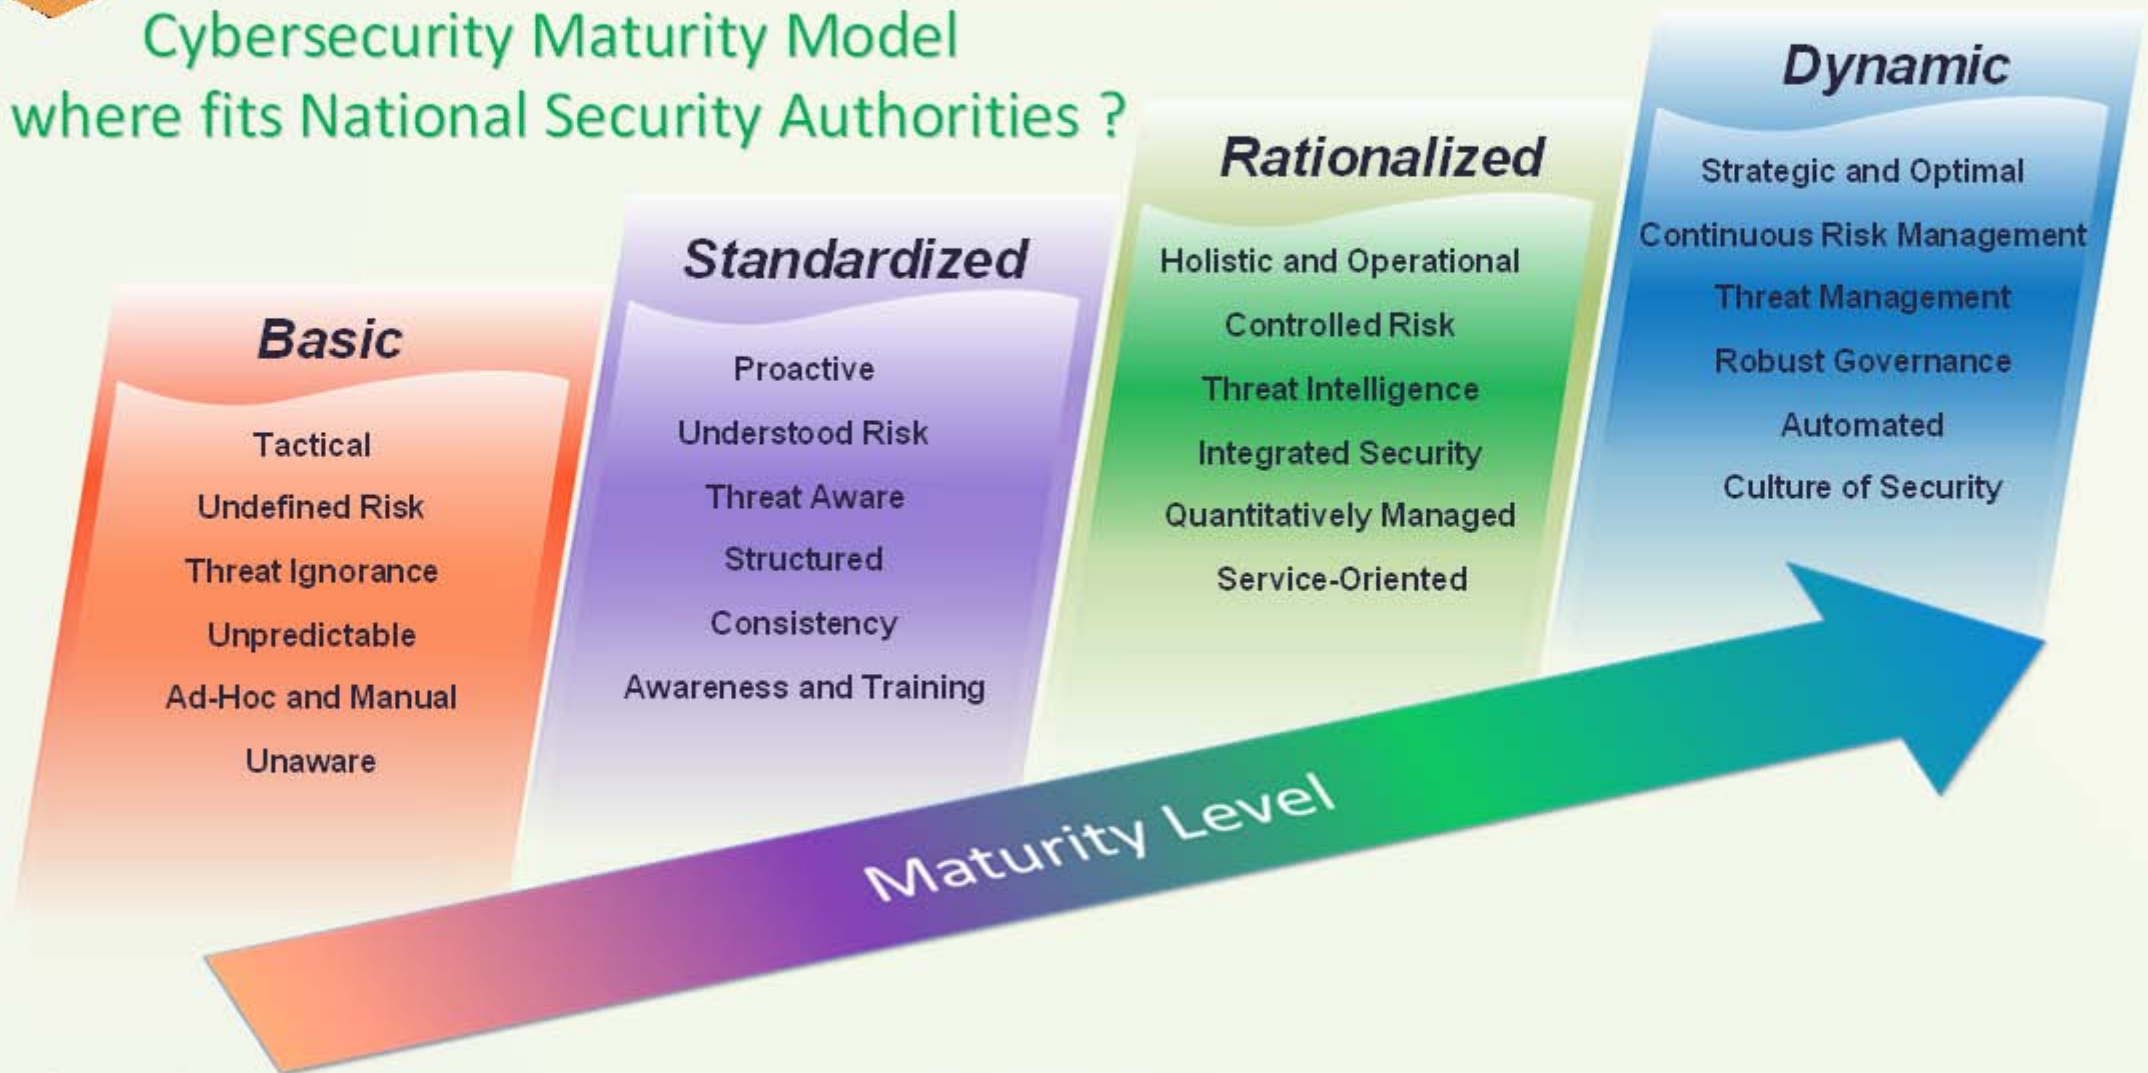 Cybersecurity Maturity Model
where fits National Security Authorities ?
Basic
Tactical
Undefined Risk
Threat Ignorance
Unpredictable
Ad-Hoc and Manual
Unaware
Standardized
Proactive
Understood Risk
Threat Aware
Structured
Consistency
Awareness and Training
Rationalized
Holistic and Operational
Controlled Risk
Threat Intelligence
Integrated Security
Quantitatively Managed
Service-Oriented
Dynamic
Strategic and Optimal
Continuous Risk Management
Threat Management
Robust Governance
Automated
Culture of Security
Maturity Level